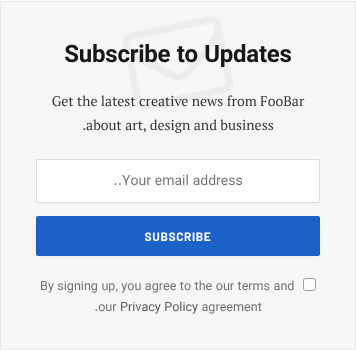 Subscribe to Updates
Get the latest creative news from FooBar
.about art, design and business
..Your email address
SUBSCRIBE
By signing up, you agree to the our terms and
.our Privacy Policy agreement